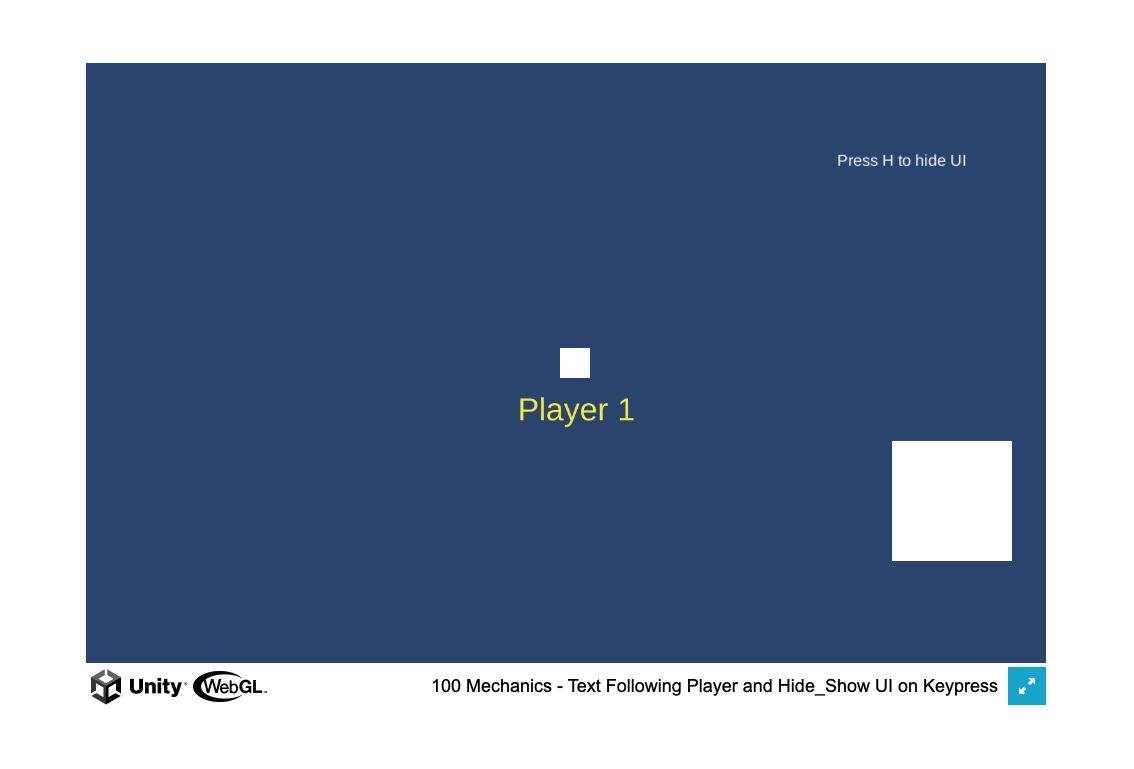 Press H to hide UI
Player 1
Unity WebGL 100 Mechanics - Text Following Player and Hide_Show UI on Keypress